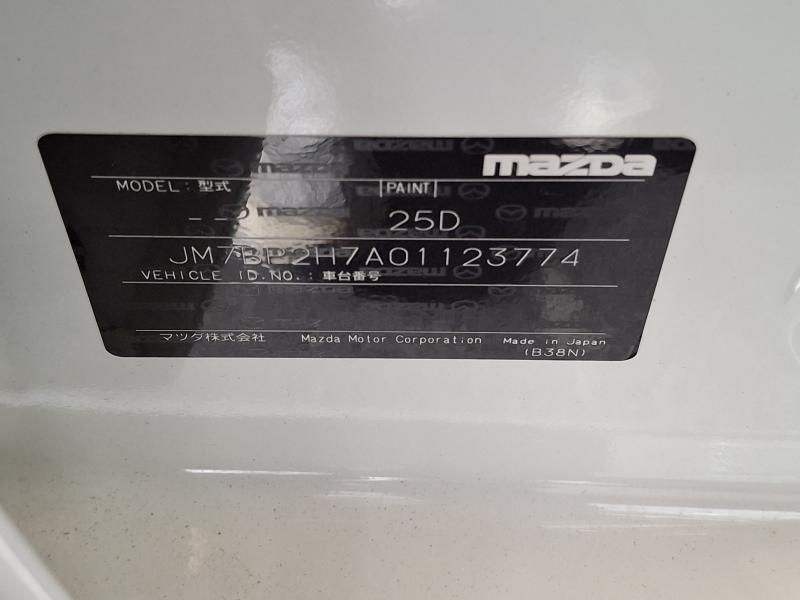 mazda
MODEL : 型式 |PAINT|
-- 25D
JM7BP2H7A01123774
VEHICLE ID.NO. : 車台番号
マツダ株式会社 Mazda Motor Corporation Made in Japan
(B38N)